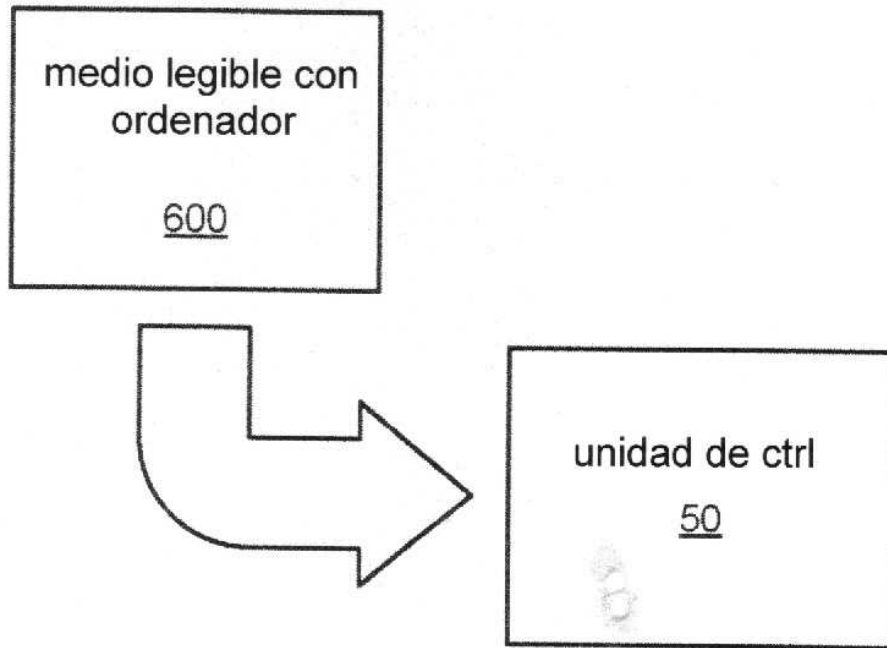 medio legible con
ordenador
600
unidad de ctrl
50